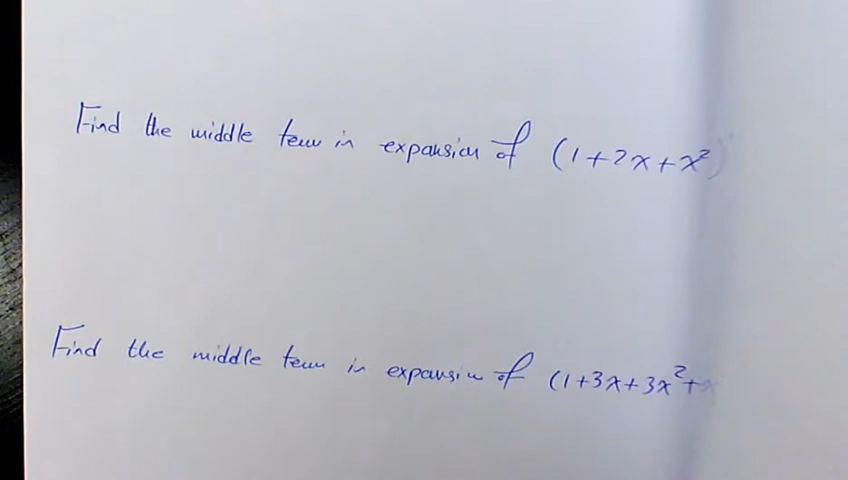 Find the middle term in expansion of (1+2x+x²)
Find the middle term in expansion of (1+3x+3x²+